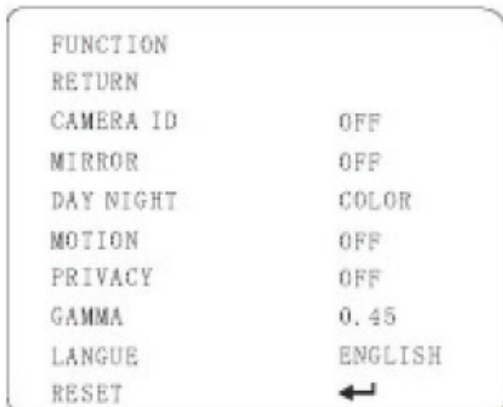 FUNCTION
RETURN
CAMERA ID OFF
MIRROR OFF
DAY NIGHT COLOR
MOTION OFF
PRIVACY OFF
GAMMA 0.45
LANGUE ENGLISH
RESET ↵